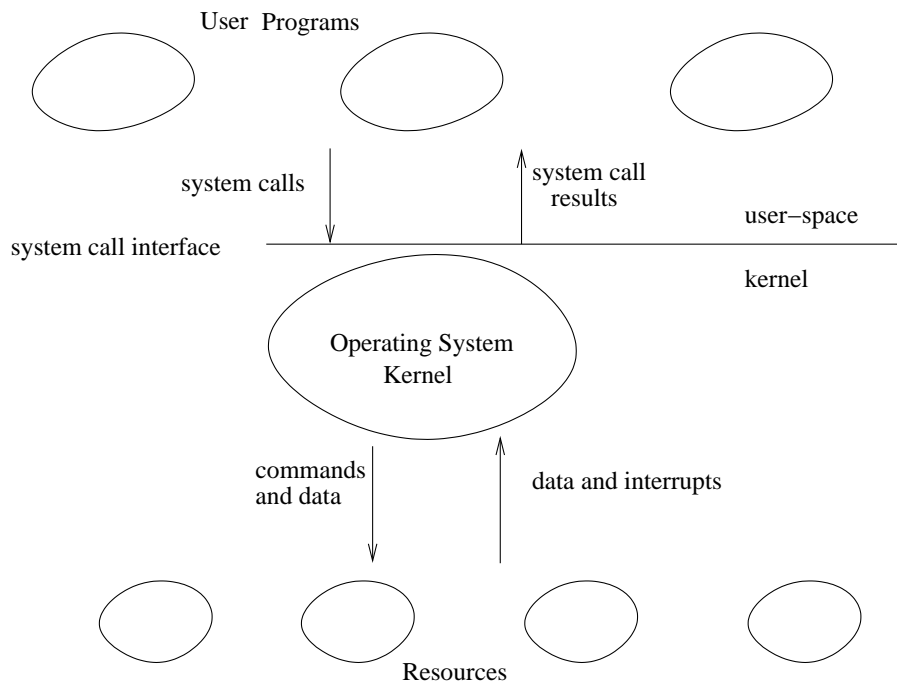 User Programs
system calls
system call
results
user−space
system call interface
kernel
Operating System
Kernel
commands
and data
data and interrupts
Resources